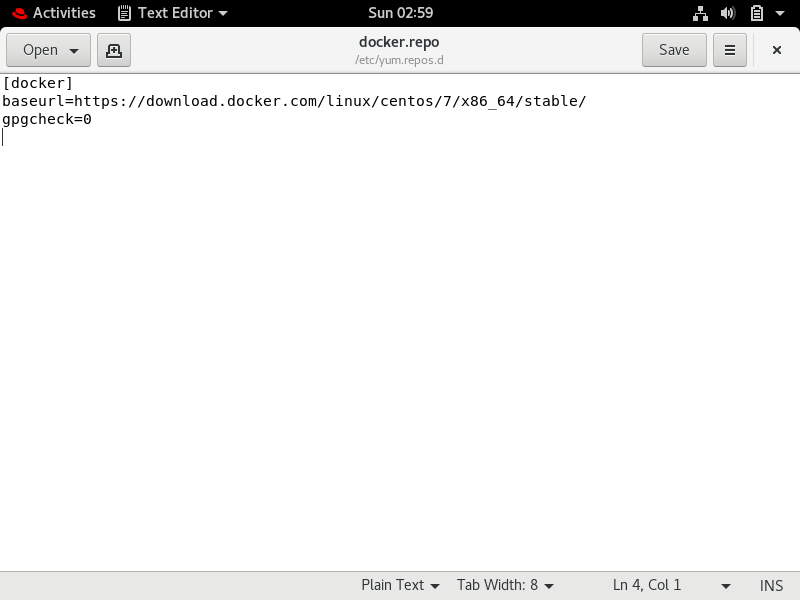 Activities Text Editor Sun 02:59
Open docker.repo Save
/etc/yum.repos.d
[docker]
baseurl=https://download.docker.com/linux/centos/7/x86_64/stable/
gpgcheck=0
Plain Text Tab Width: 8 Ln 4, Col 1 INS